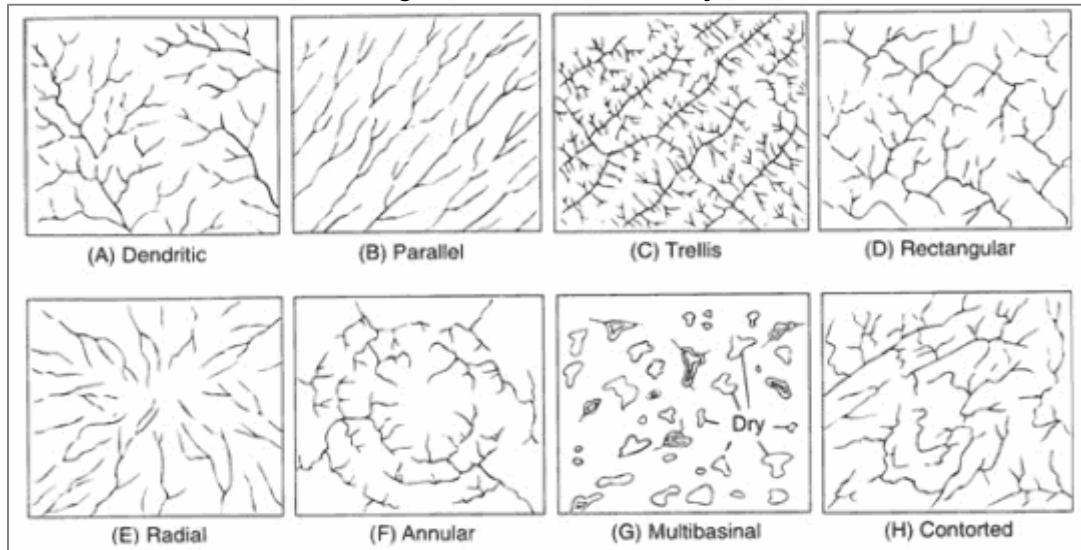 (A) Dendritic
(B) Parallel
(C) Trellis
(D) Rectangular
Dry
(E) Radial
(F) Annular
(G) Multibasinal
(H) Contorted